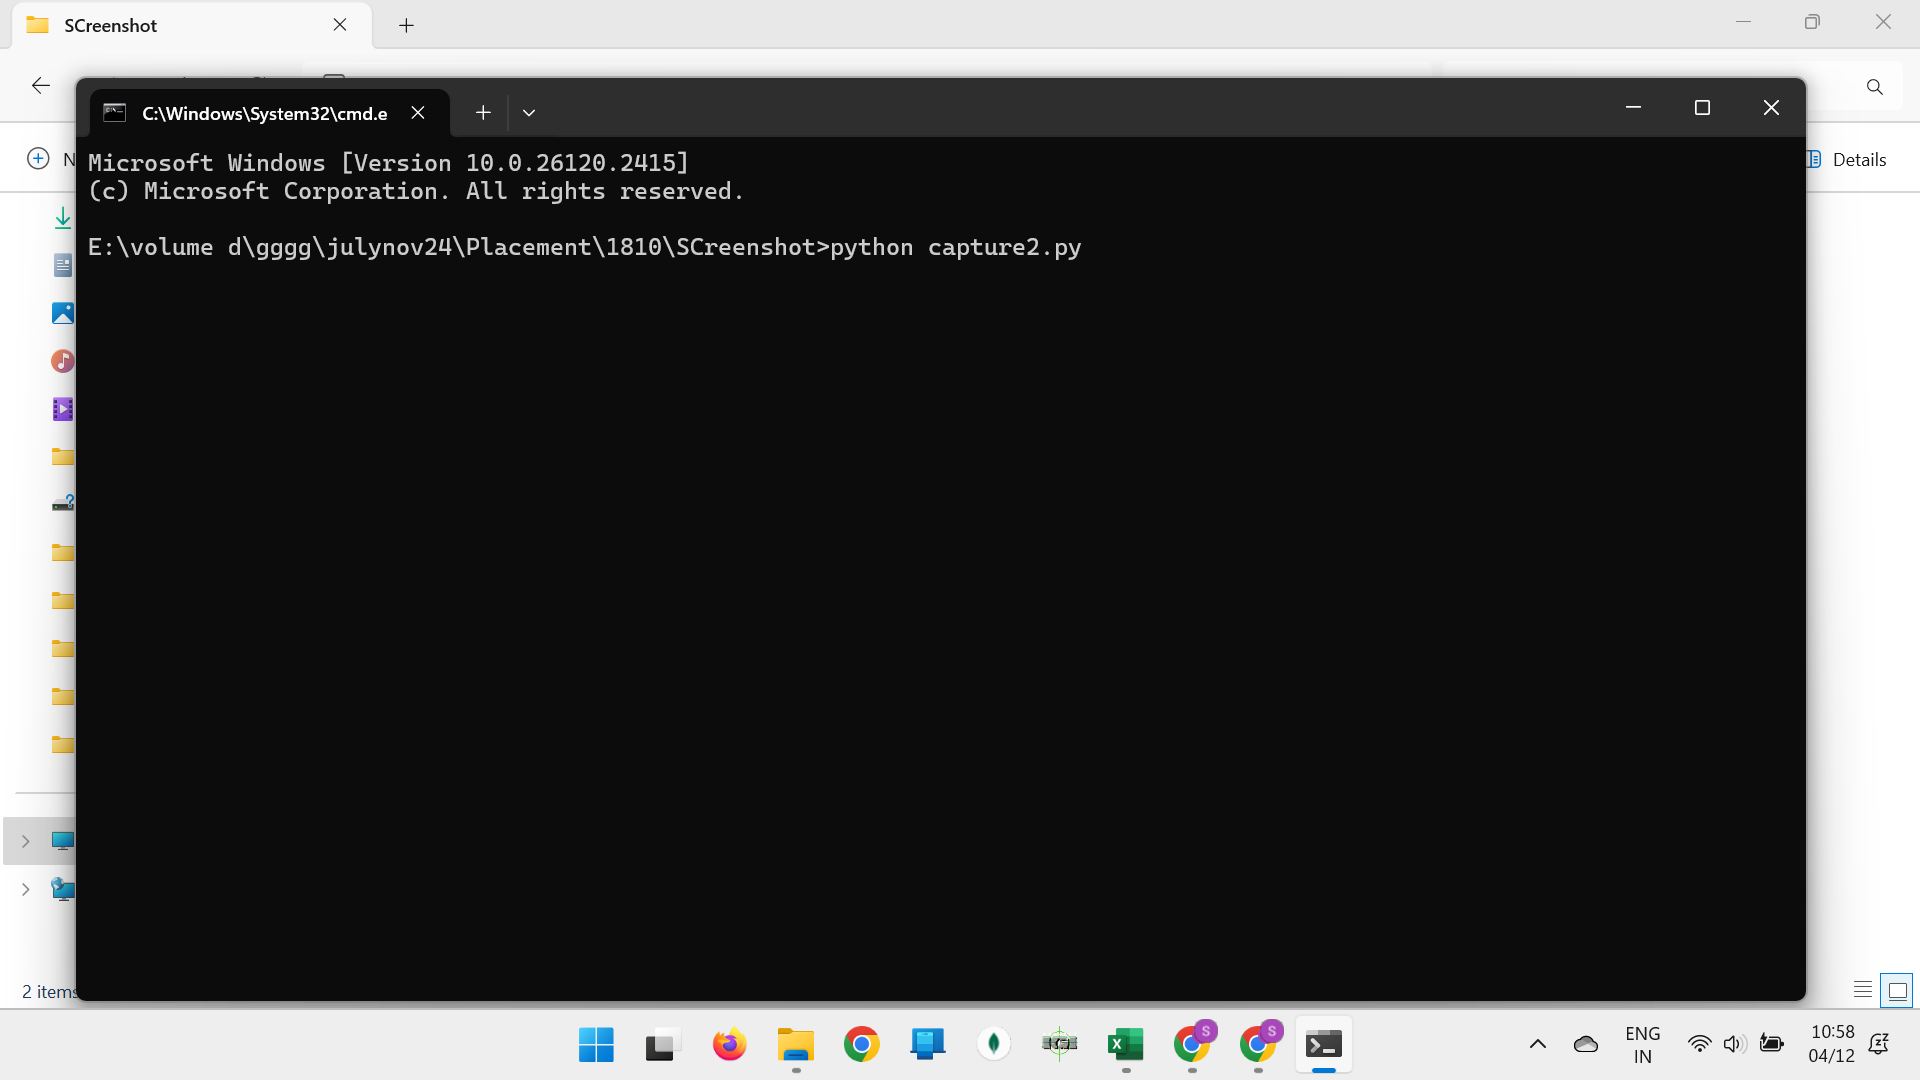 SCreenshot
C:\Windows\System32\cmd.e
N
Details
Microsoft Windows [Version 10.0.26120.2415]
(c) Microsoft Corporation. All rights reserved.
E:\volume d\gggg\julynov24\Placement\1810\SCreenshot>python capture2.py
2 items
S
S
ENG
IN
10:58
04/12